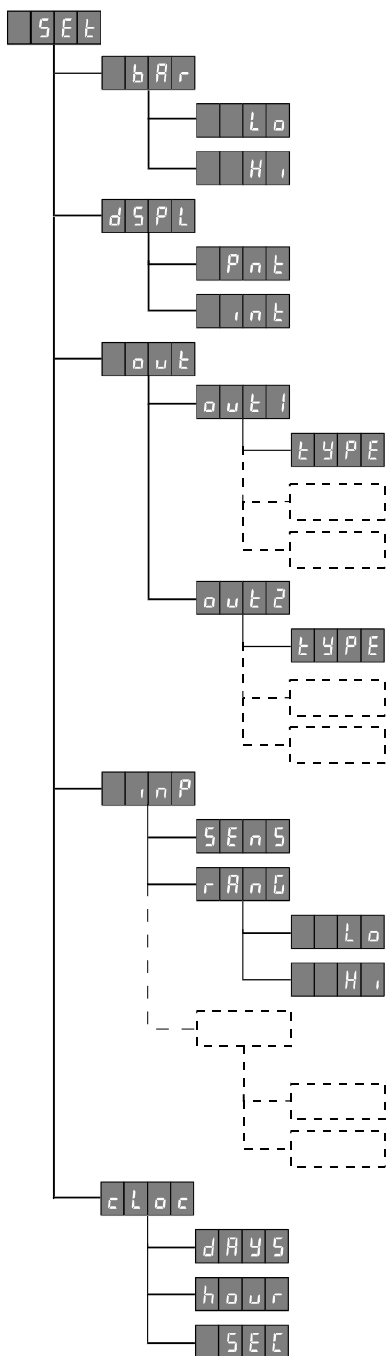 SEt
bAr
Lo
Hi
dSPL
Pnt
int
out
out1
tYPE
out2
tYPE
inP
SEnS
rAnG
Lo
Hi
cLoc
dAYS
hour
SEC